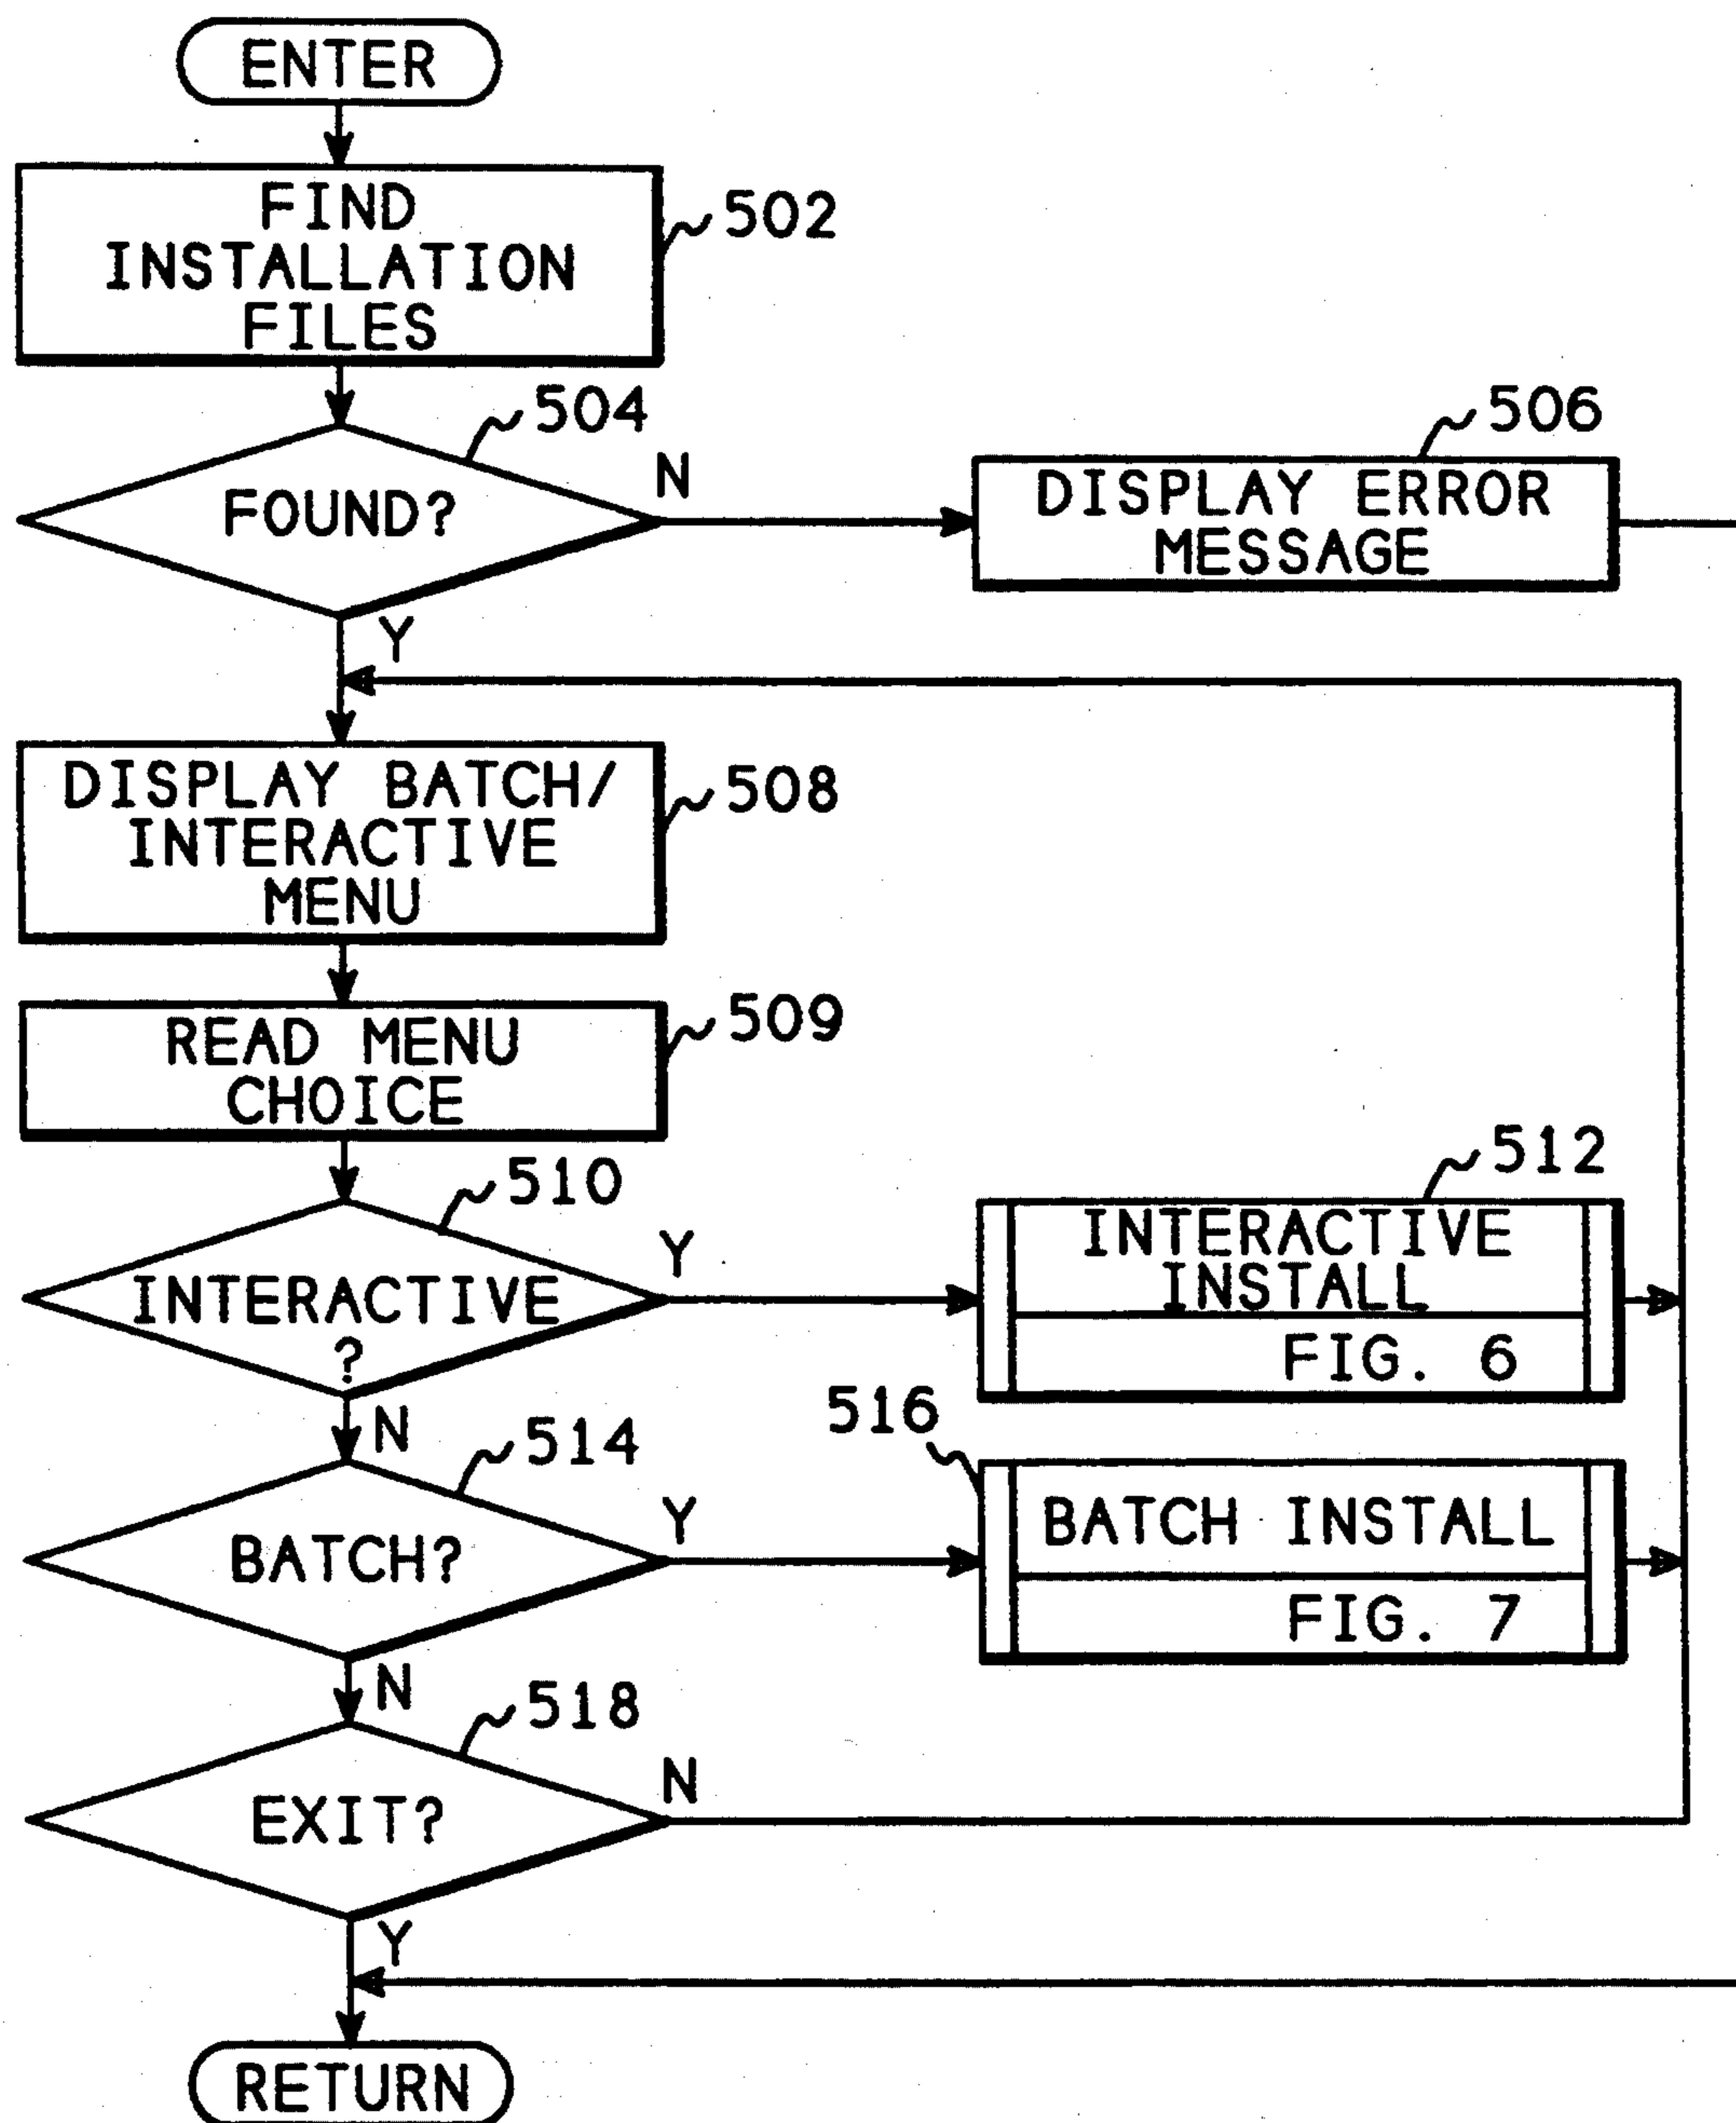 ENTER
FIND
INSTALLATION
FILES
502
504
FOUND?
N
Y
506
DISPLAY ERROR
MESSAGE
DISPLAY BATCH/
INTERACTIVE
MENU
508
READ MENU
CHOICE
509
510
INTERACTIVE
?
Y
N
512
INTERACTIVE
INSTALL
FIG. 6
514
BATCH?
Y
N
516
BATCH INSTALL
FIG. 7
518
EXIT?
N
Y
RETURN